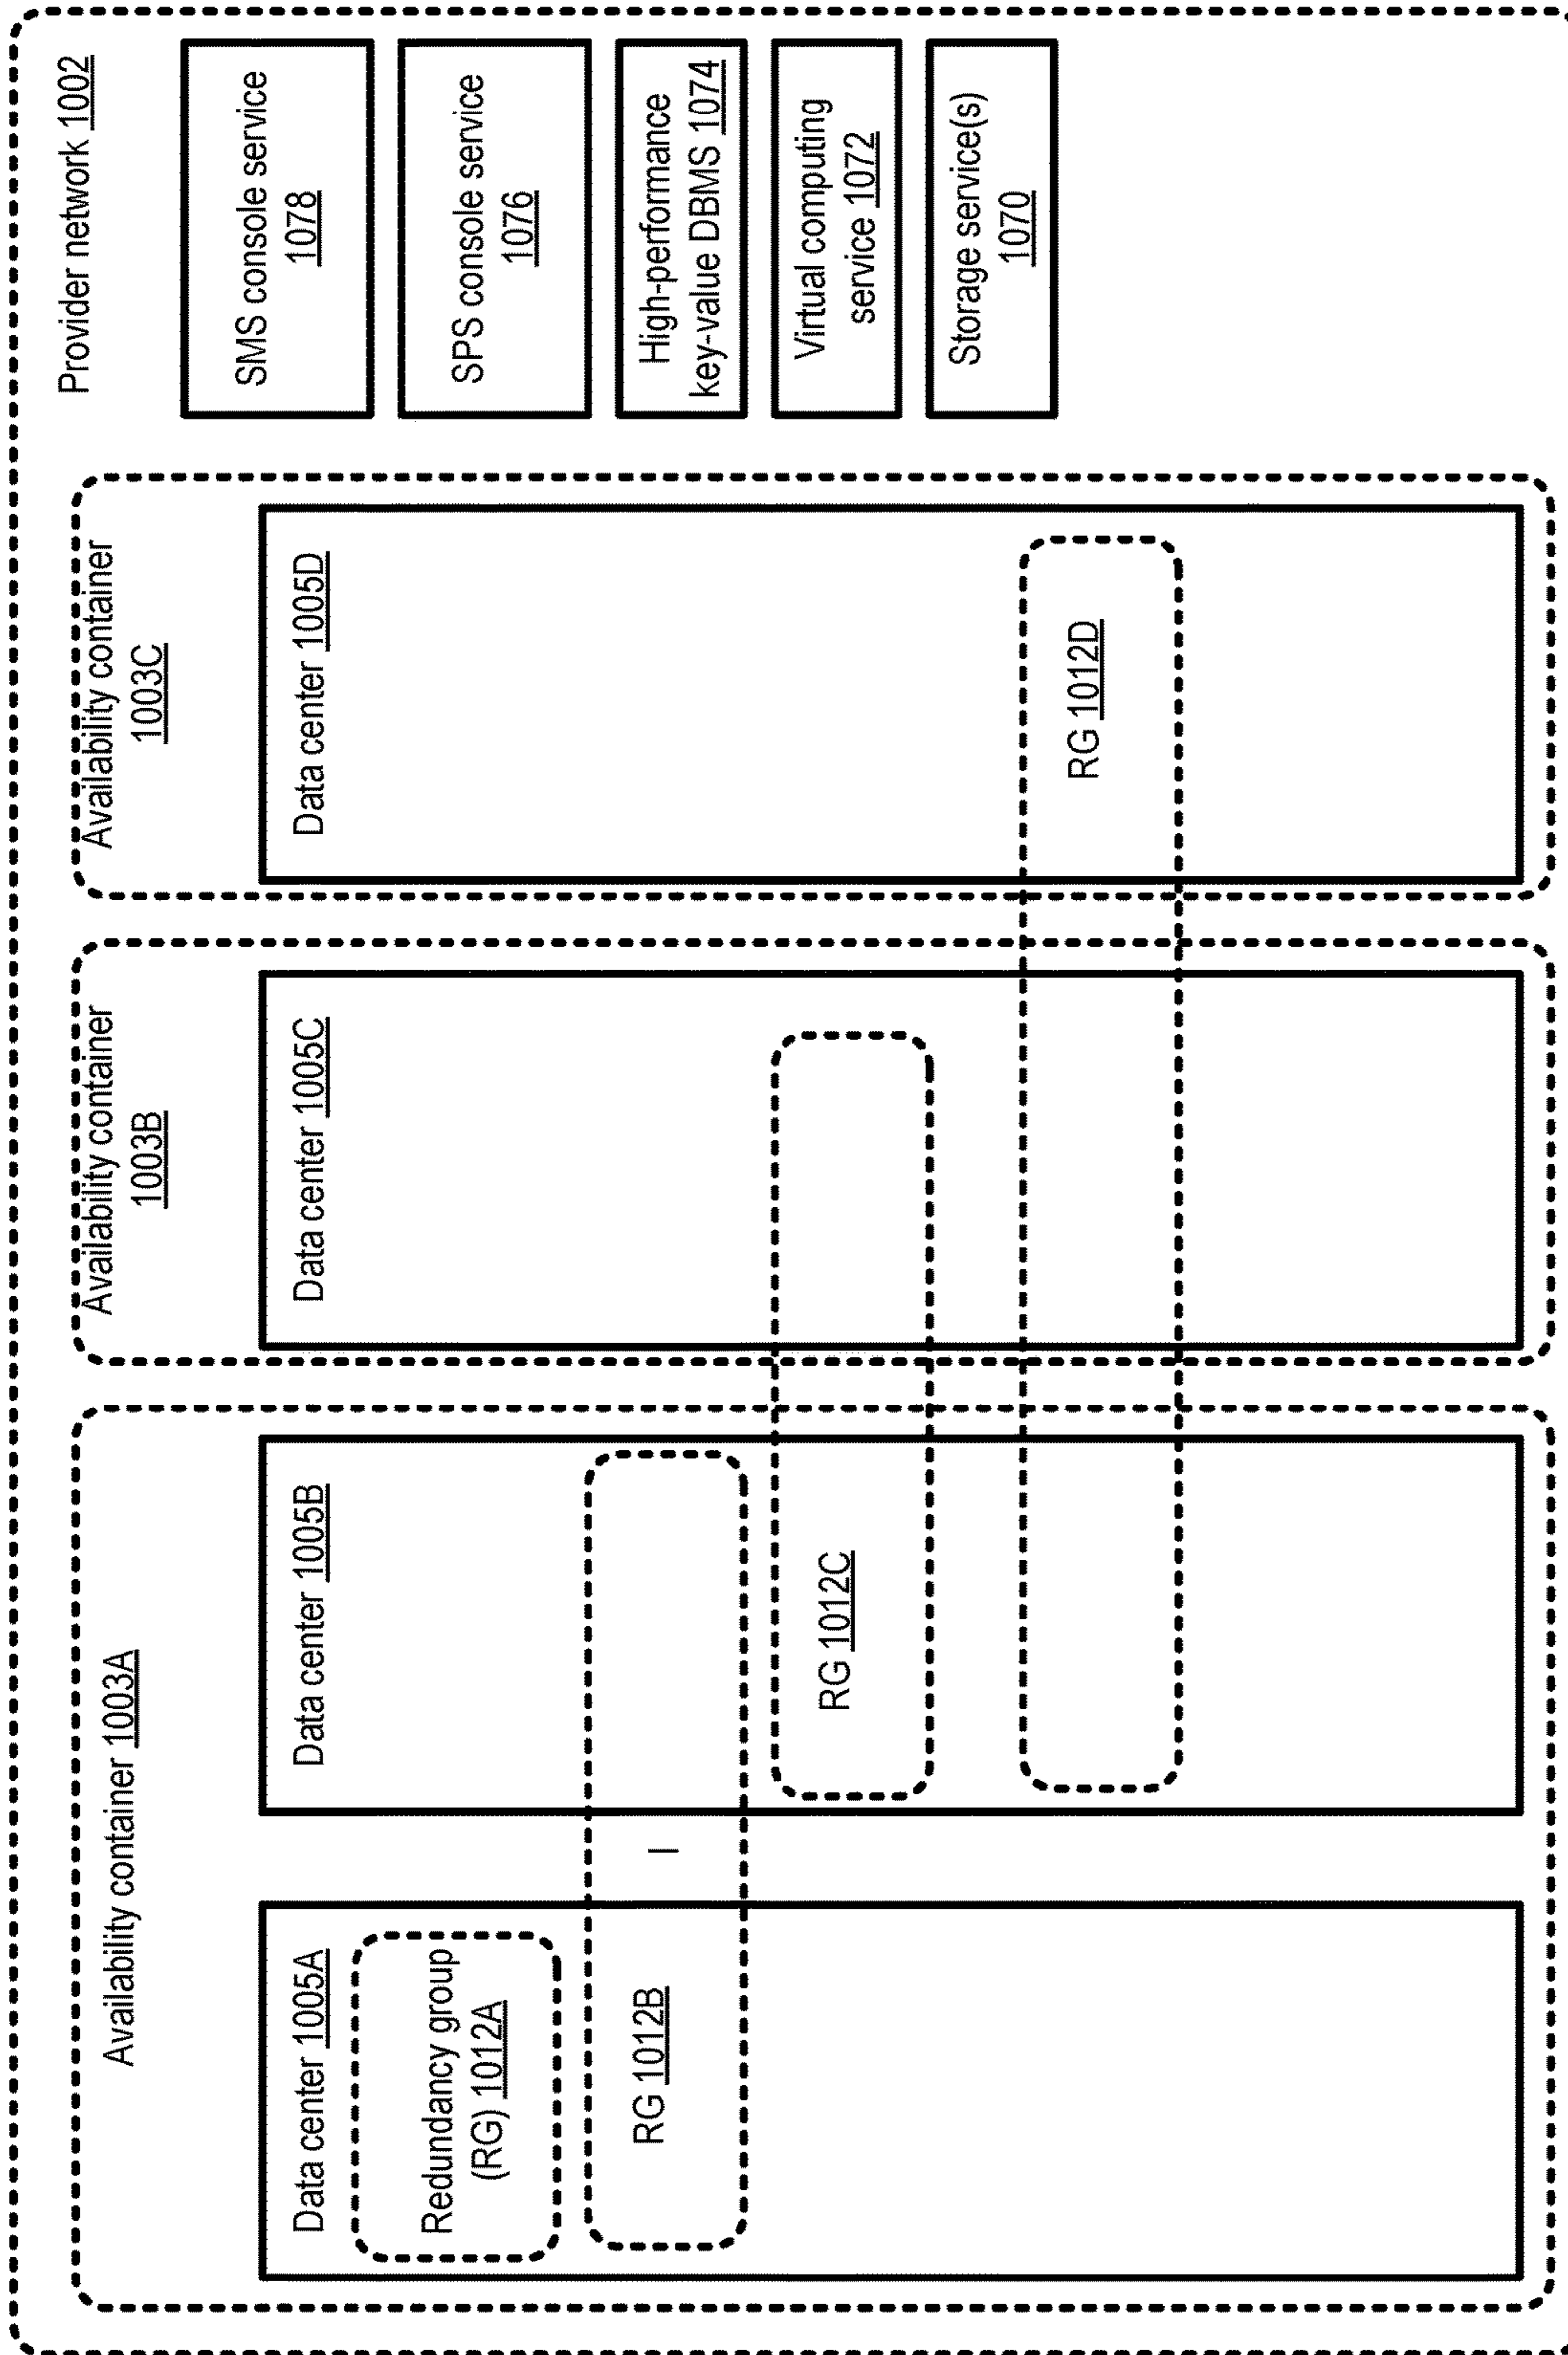 Provider network 1002
Availability container 1003A
Availability container
1003B
Availability container
1003C
Data center 1005A
Data center 1005B
Data center 1005C
Data center 1005D
Redundancy group
(RG) 1012A
RG 1012B
RG 1012C
RG 1012D
SMS console service
1078
SPS console service
1076
High-performance
key-value DBMS 1074
Virtual computing
service 1072
Storage service(s)
1070